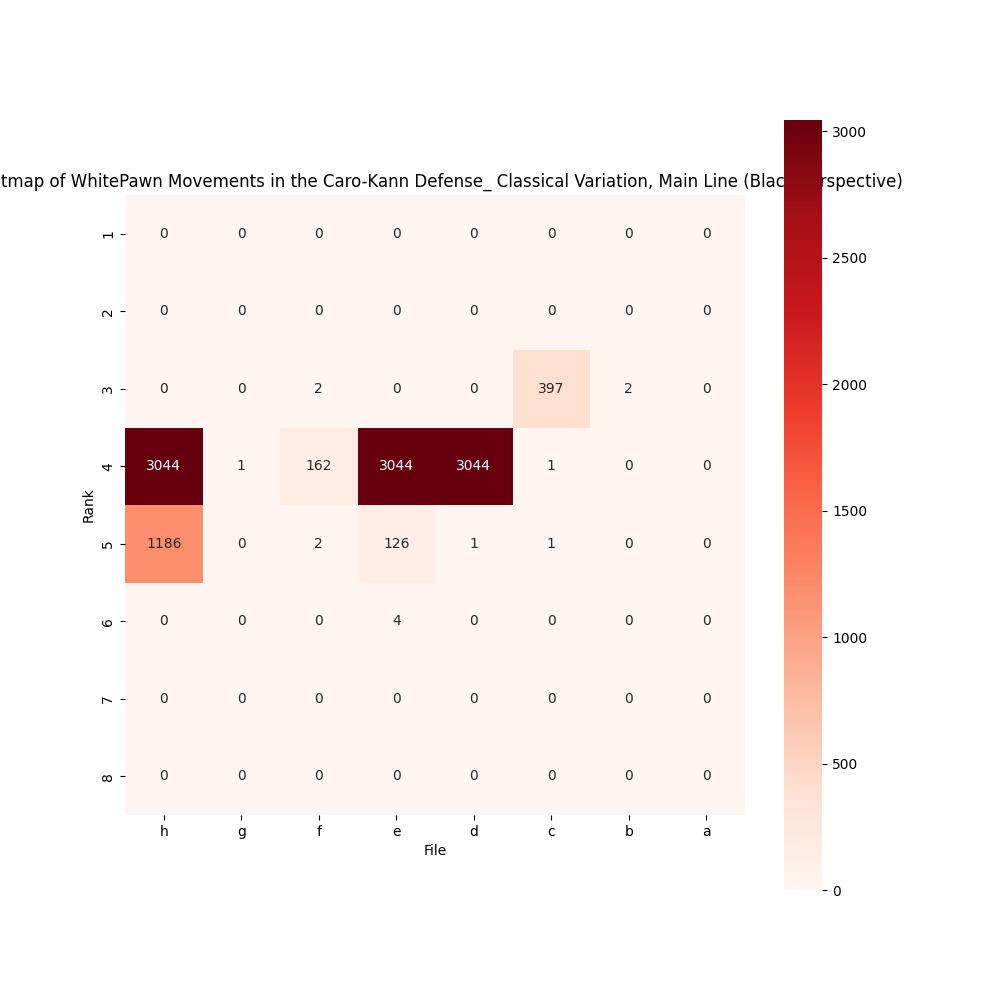 tmap of WhitePawn Movements in the Caro-Kann Defense_ Classical Variation, Main Line (Blac rspective)
1 0 0 0 0 0 0 0 0
2 0 0 0 0 0 0 0 0
3 0 0 2 0 0 397 2 0
4 3044 1 162 3044 3044 1 0 0
5 1186 0 2 126 1 1 0 0
6 0 0 0 4 0 0 0 0
7 0 0 0 0 0 0 0 0
8 0 0 0 0 0 0 0 0
Rank
h g f e d c b a
File
3000
2500
2000
1500
1000
500
0